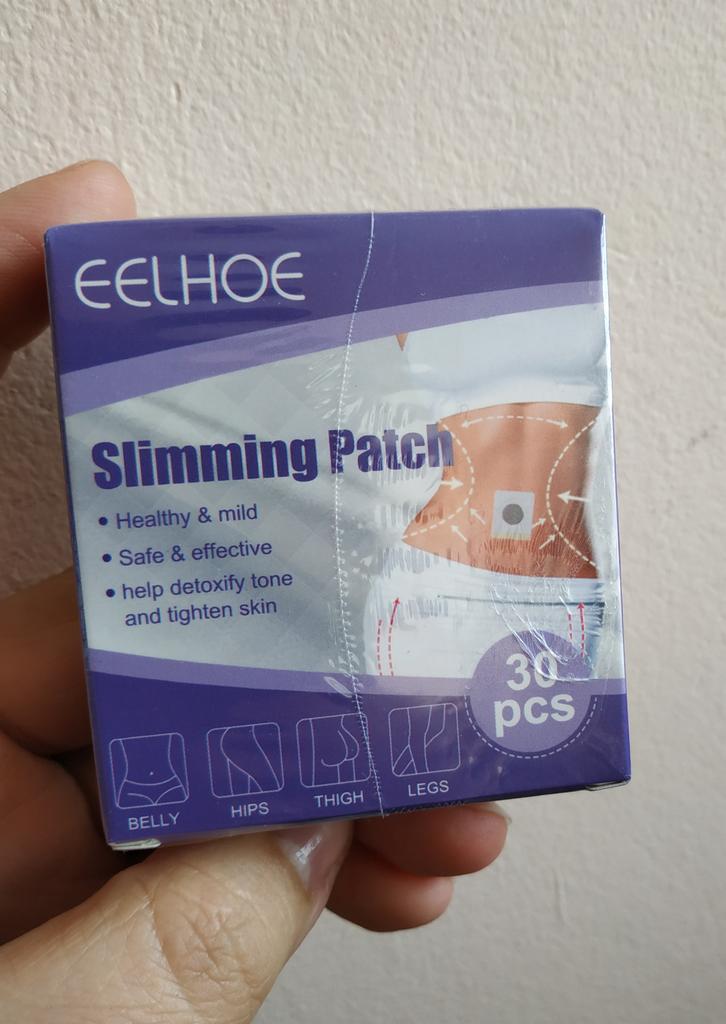 EELHOE
Slimming Patch
• Healthy & mild
• Safe & effective
• help detoxify tone
and tighten skin
30
pcs
BELLY
HIPS
THIGH
LEGS